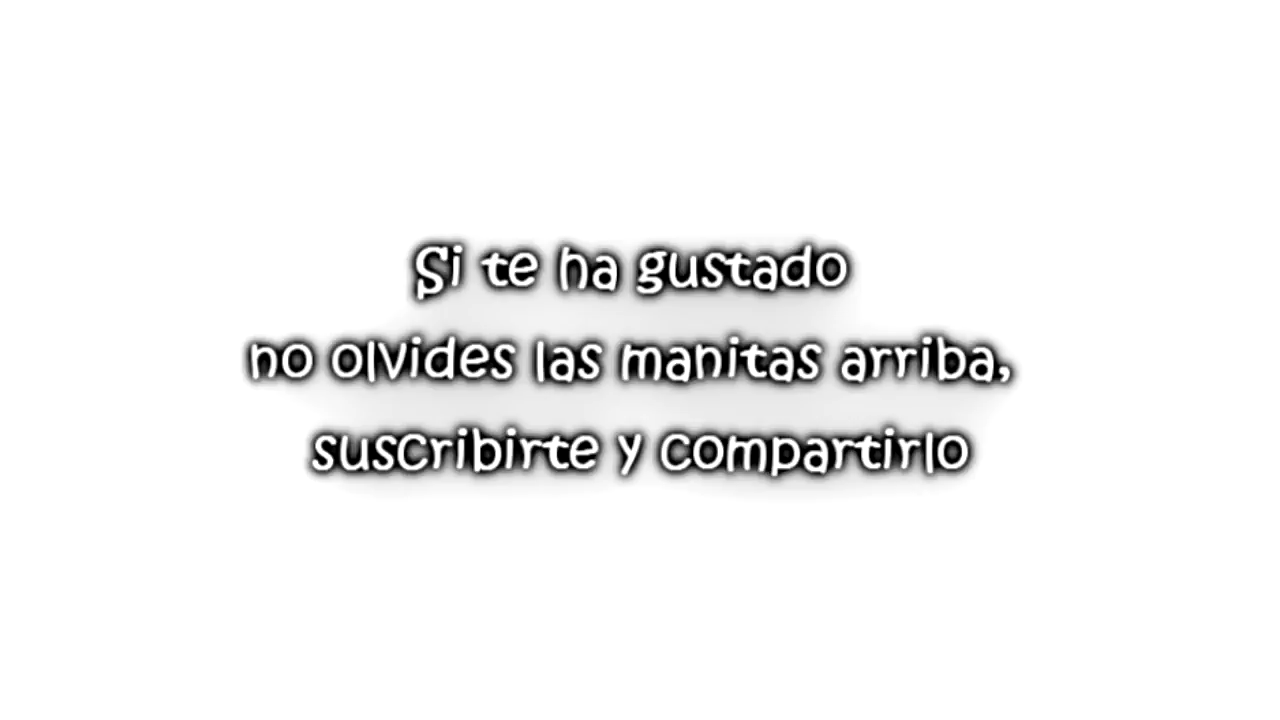 Si te ha gustado
no olvides las manitas arriba,
suscribirte y compartirlo